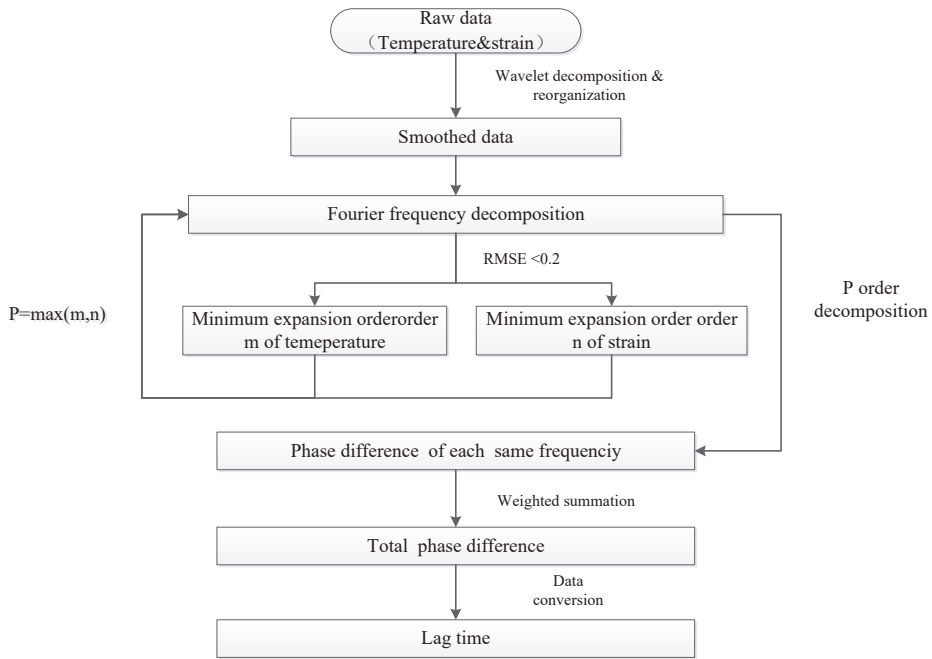 Raw data
（Temperature&strain）
Wavelet decomposition &
reorganization
Smoothed data
Fourier frequency decomposition
RMSE <0.2
P=max(m,n)
Minimum expansion orderorder
m of temeperature
Minimum expansion order order
n of strain
P order
decomposition
Phase difference of each same frequenciy
Weighted summation
Total phase difference
Data
conversion
Lag time